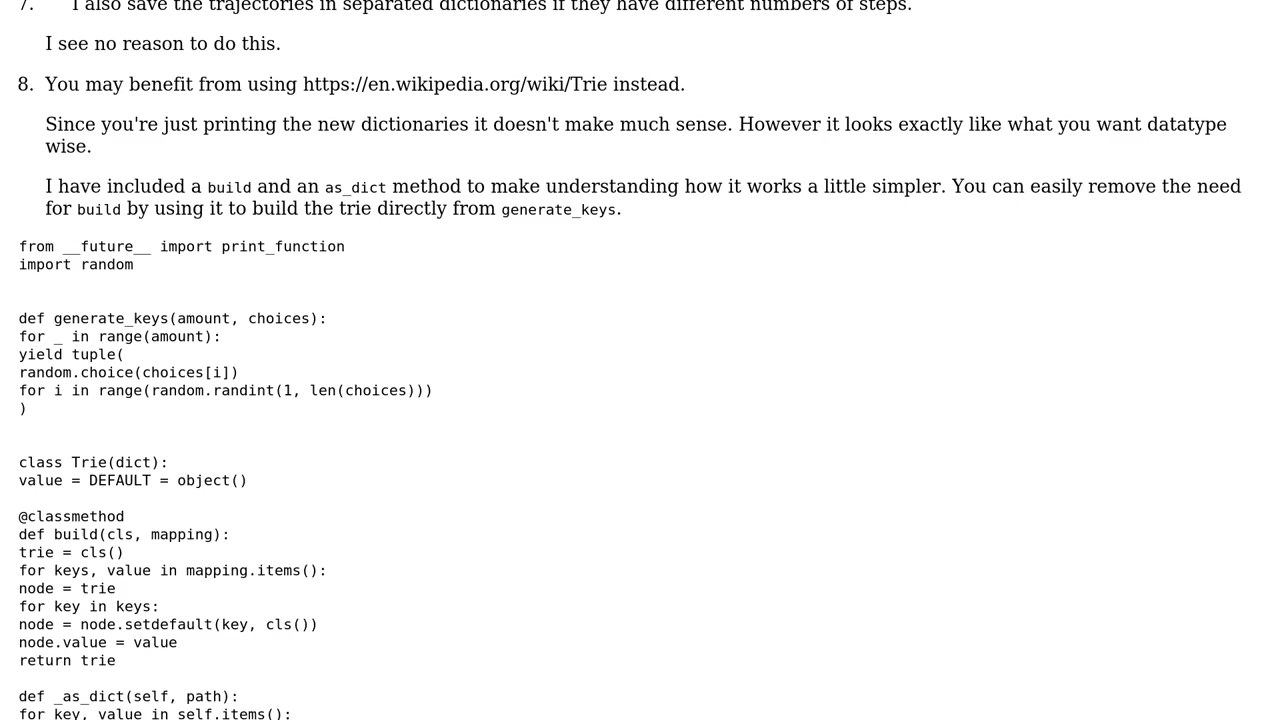 7. I also save the trajectories in separated dictionaries if they have different numbers of steps.
I see no reason to do this.
8. You may benefit from using https://en.wikipedia.org/wiki/Trie instead.
Since you're just printing the new dictionaries it doesn't make much sense. However it looks exactly like what you want datatype
wise.
I have included a build and an as_dict method to make understanding how it works a little simpler. You can easily remove the need
for build by using it to build the trie directly from generate_keys.
from __future__ import print_function
import random
def generate_keys(amount, choices):
for _ in range(amount):
yield tuple(
random.choice(choices[i])
for i in range(random.randint(1, len(choices)))
)
class Trie(dict):
value = DEFAULT = object()
@classmethod
def build(cls, mapping):
trie = cls()
for keys, value in mapping.items():
node = trie
for key in keys:
node = node.setdefault(key, cls())
node.value = value
return trie
def _as_dict(self, path):
for key, value in self.items():